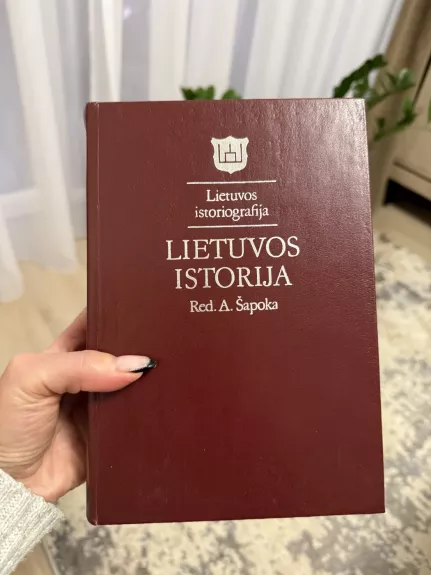 Lietuvos
istoriografija
LIETUVOS
ISTORIJA
Red. A. Šapoka